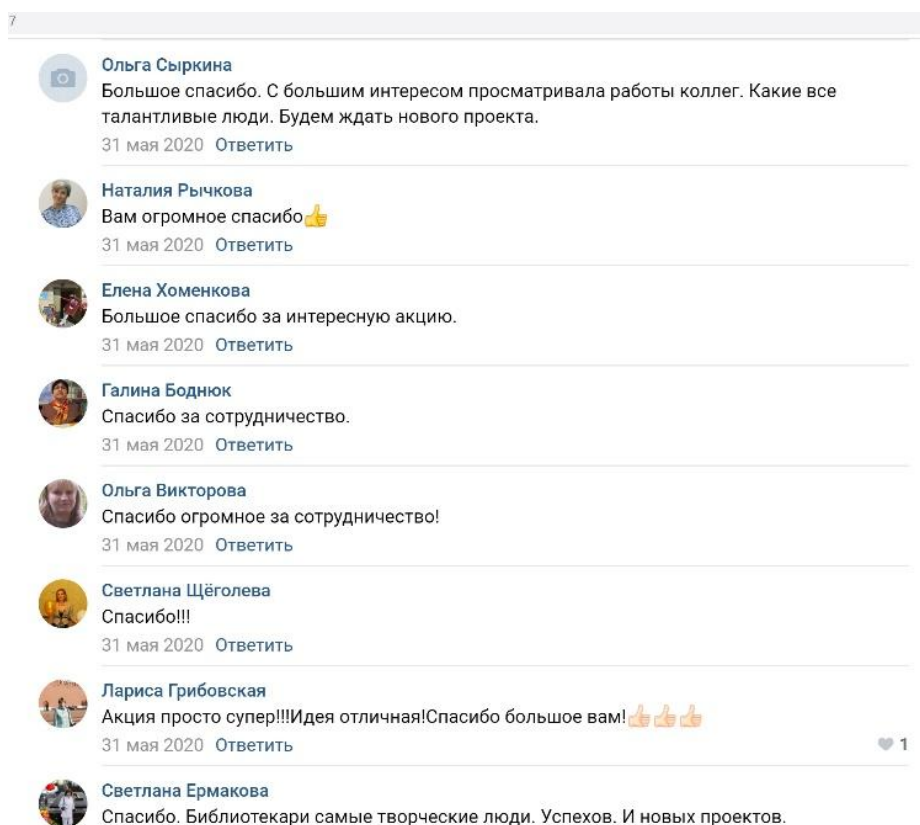 7
Ольга Сыркина
Большое спасибо. С большим интересом просматривала работы коллег. Какие все
талантливые люди. Будем ждать нового проекта.
31 мая 2020 Ответить
Наталия Рычкова
Вам огромное спасибо👍
31 мая 2020 Ответить
Елена Хоменкова
Большое спасибо за интересную акцию.
31 мая 2020 Ответить
Галина Боднюк
Спасибо за сотрудничество.
31 мая 2020 Ответить
Ольга Викторова
Спасибо огромное за сотрудничество!
31 мая 2020 Ответить
Светлана Щёголева
Спасибо!!!
31 мая 2020 Ответить
Лариса Грибовская
Акция просто супер!!!Идея отличная!Спасибо большое вам!👍🏻👍🏻👍🏻
31 мая 2020 Ответить 1
Светлана Ермакова
Спасибо. Библиотекари самые творческие люди. Успехов. И новых проектов.